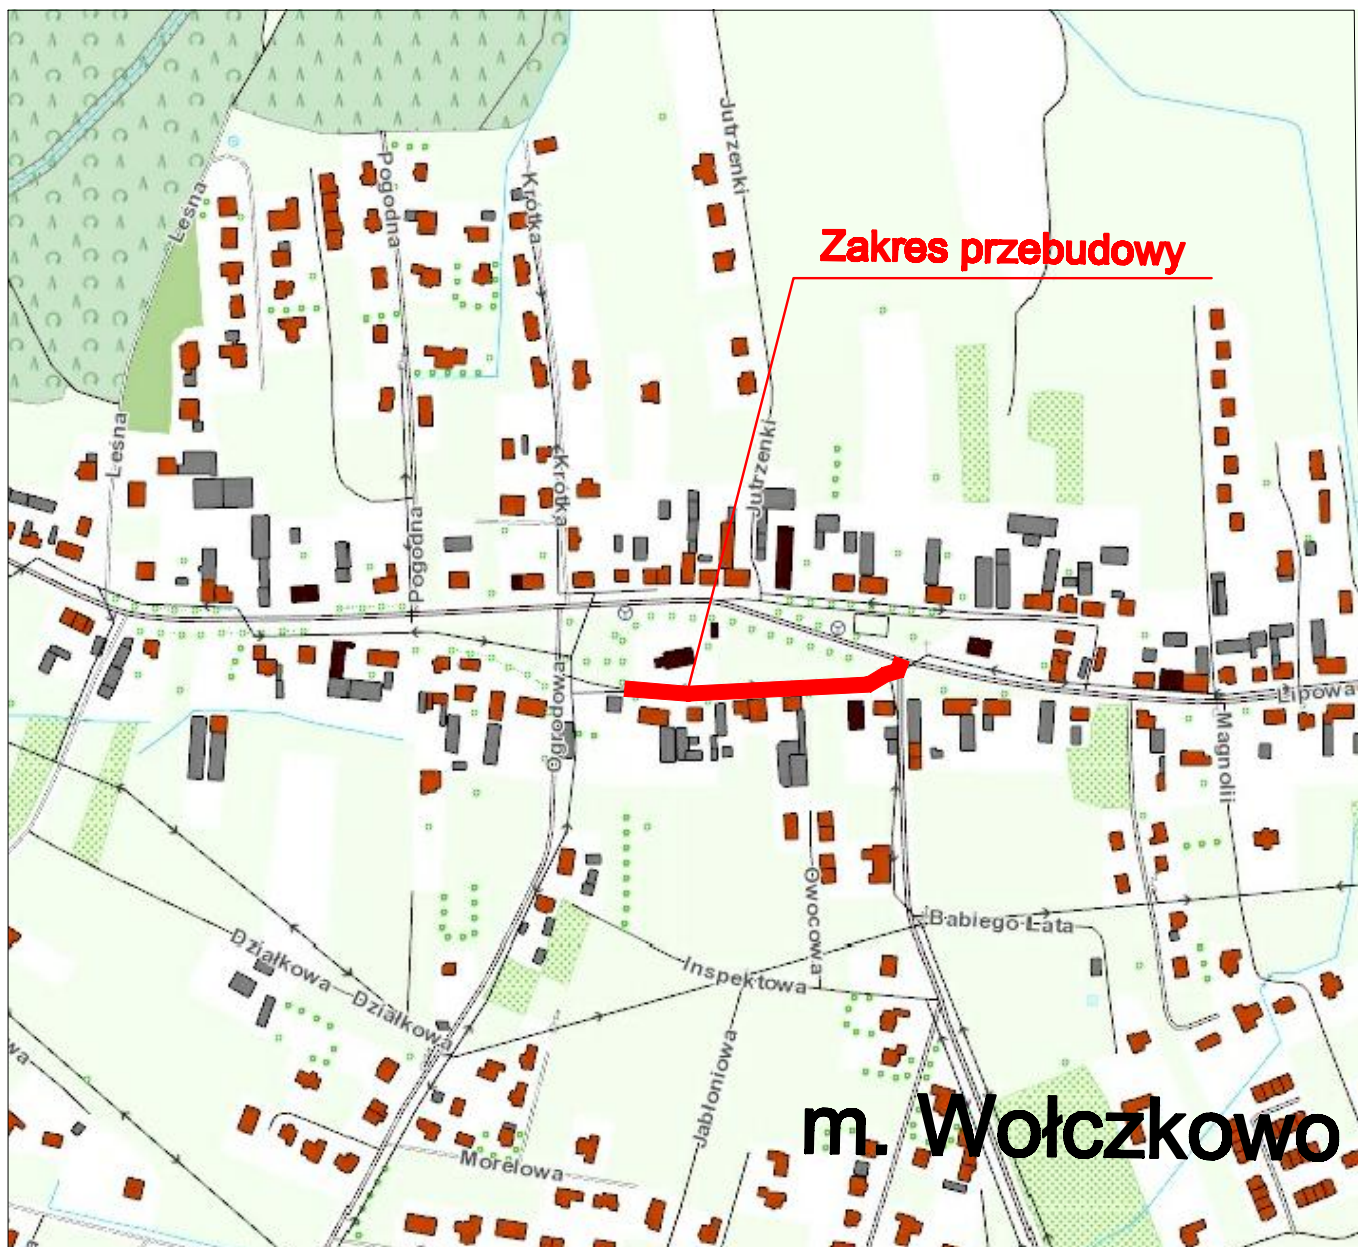 Jutrzenki
Pogodna
Krótka
Leśna
Zakres przebudowy
Leśna
Jutrzenki
Krótka
Pogodna
Ogrodowa
Lipowa
Magnolii
Owocowa
Babiego Lata
Działkowa
Działkowa
Inspektowa
Jabłoniowa
wa
m. Wołczkowo
Morelowa